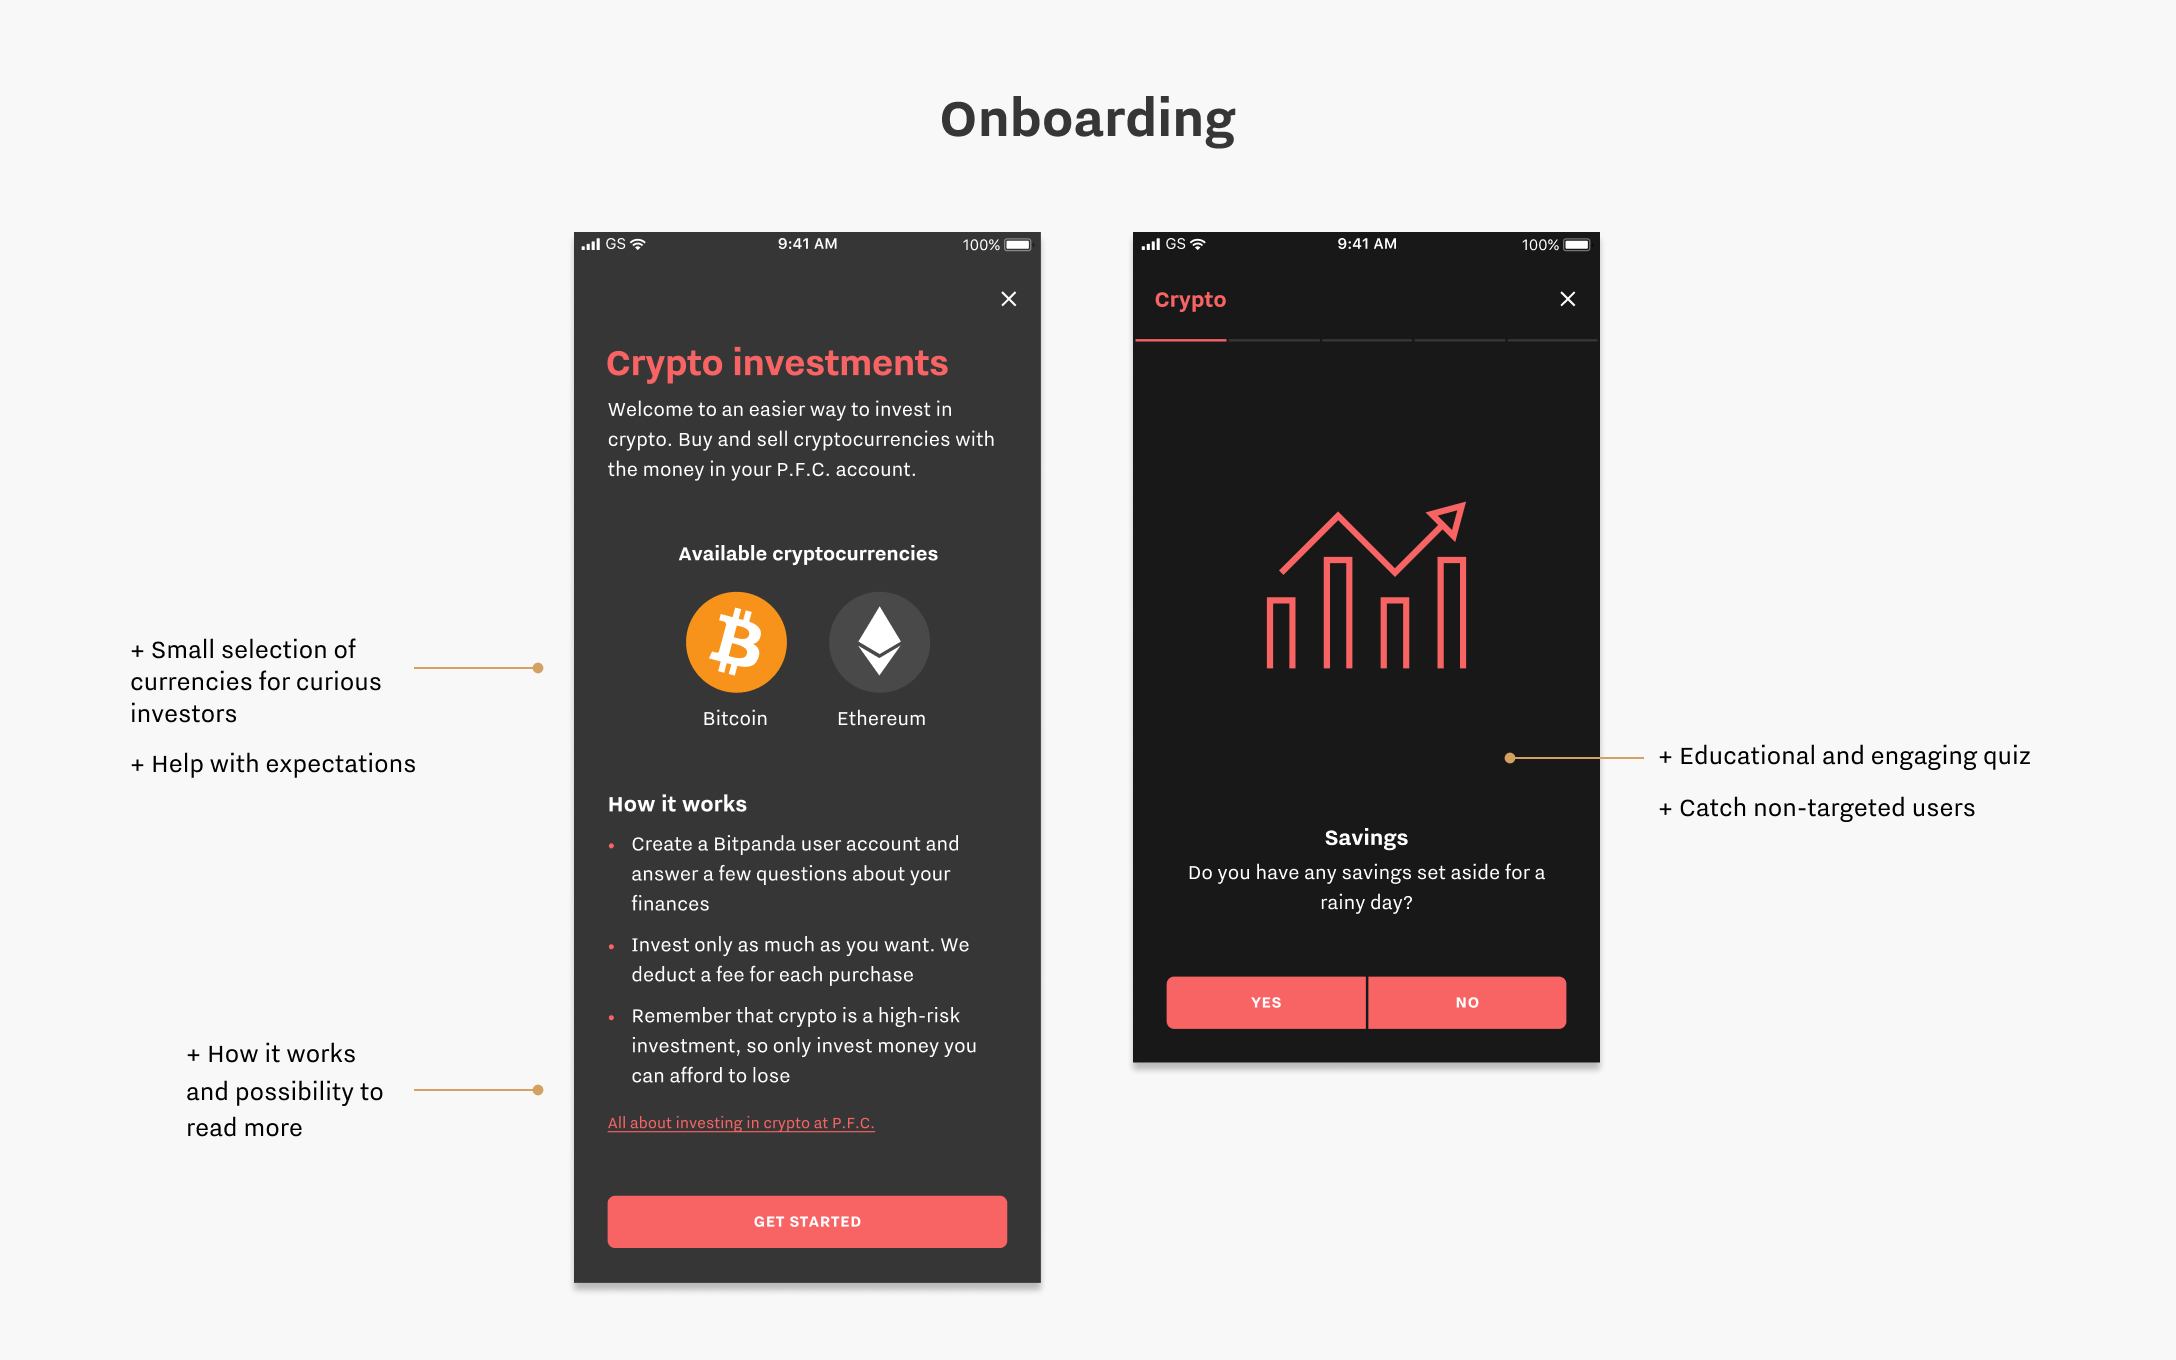 Onboarding
GS
9:41 AM
100%
Crypto investments
Welcome to an easier way to invest in
crypto. Buy and sell cryptocurrencies with
the money in your P.F.C. account.
Available cryptocurrencies
Bitcoin
Ethereum
How it works
• Create a Bitpanda user account and
answer a few questions about your
finances
• Invest only as much as you want. We
deduct a fee for each purchase
• Remember that crypto is a high-risk
investment, so only invest money you
can afford to lose
All about investing in crypto at P.F.C.
GET STARTED
+ Small selection of
currencies for curious
investors
+ Help with expectations
+ How it works
and possibility to
read more
GS
9:41 AM
100%
Crypto
Savings
Do you have any savings set aside for a
rainy day?
YES
NO
+ Educational and engaging quiz
+ Catch non-targeted users